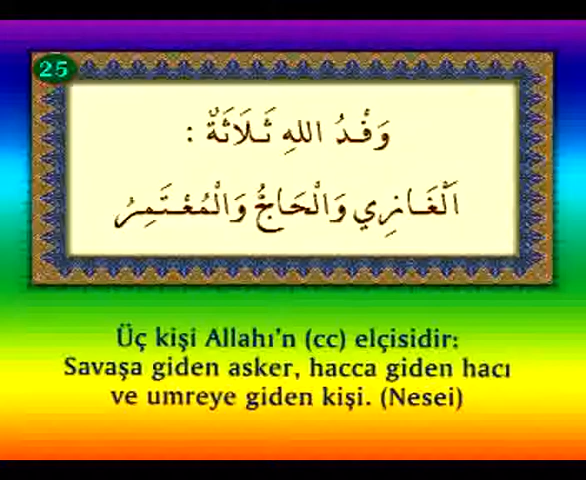 25
وَفْدُ اللهِ ثَلَاثَةٌ :
اَلْغَازِي وَالْحَاجُّ وَالْمُعْتَمِرُ
Üç kişi Allahı'n (cc) elçisidir:
Savaşa giden asker, hacca giden hacı
ve umreye giden kişi. (Nesei)